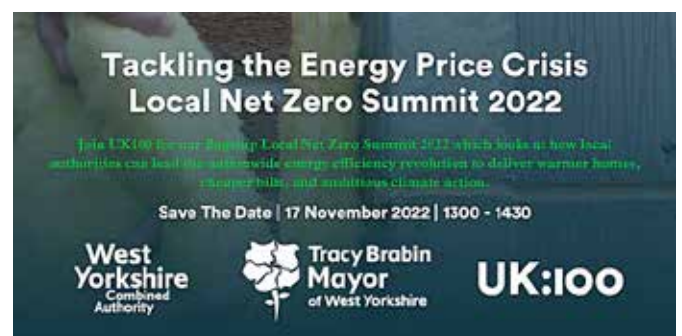 Tackling the Energy Price Crisis
Local Net Zero Summit 2022
Join UK100 for our flagship Local Net Zero Summit 2022 which looks at how local
authorities can lead the nationwide energy efficiency revolution to deliver warmer homes,
cheaper bills, and ambitious climate action.
Save The Date | 17 November 2022 | 1300 - 1430
West
Yorkshire
Combined
Authority
Tracy Brabin
Mayor
of West Yorkshire
UK:100